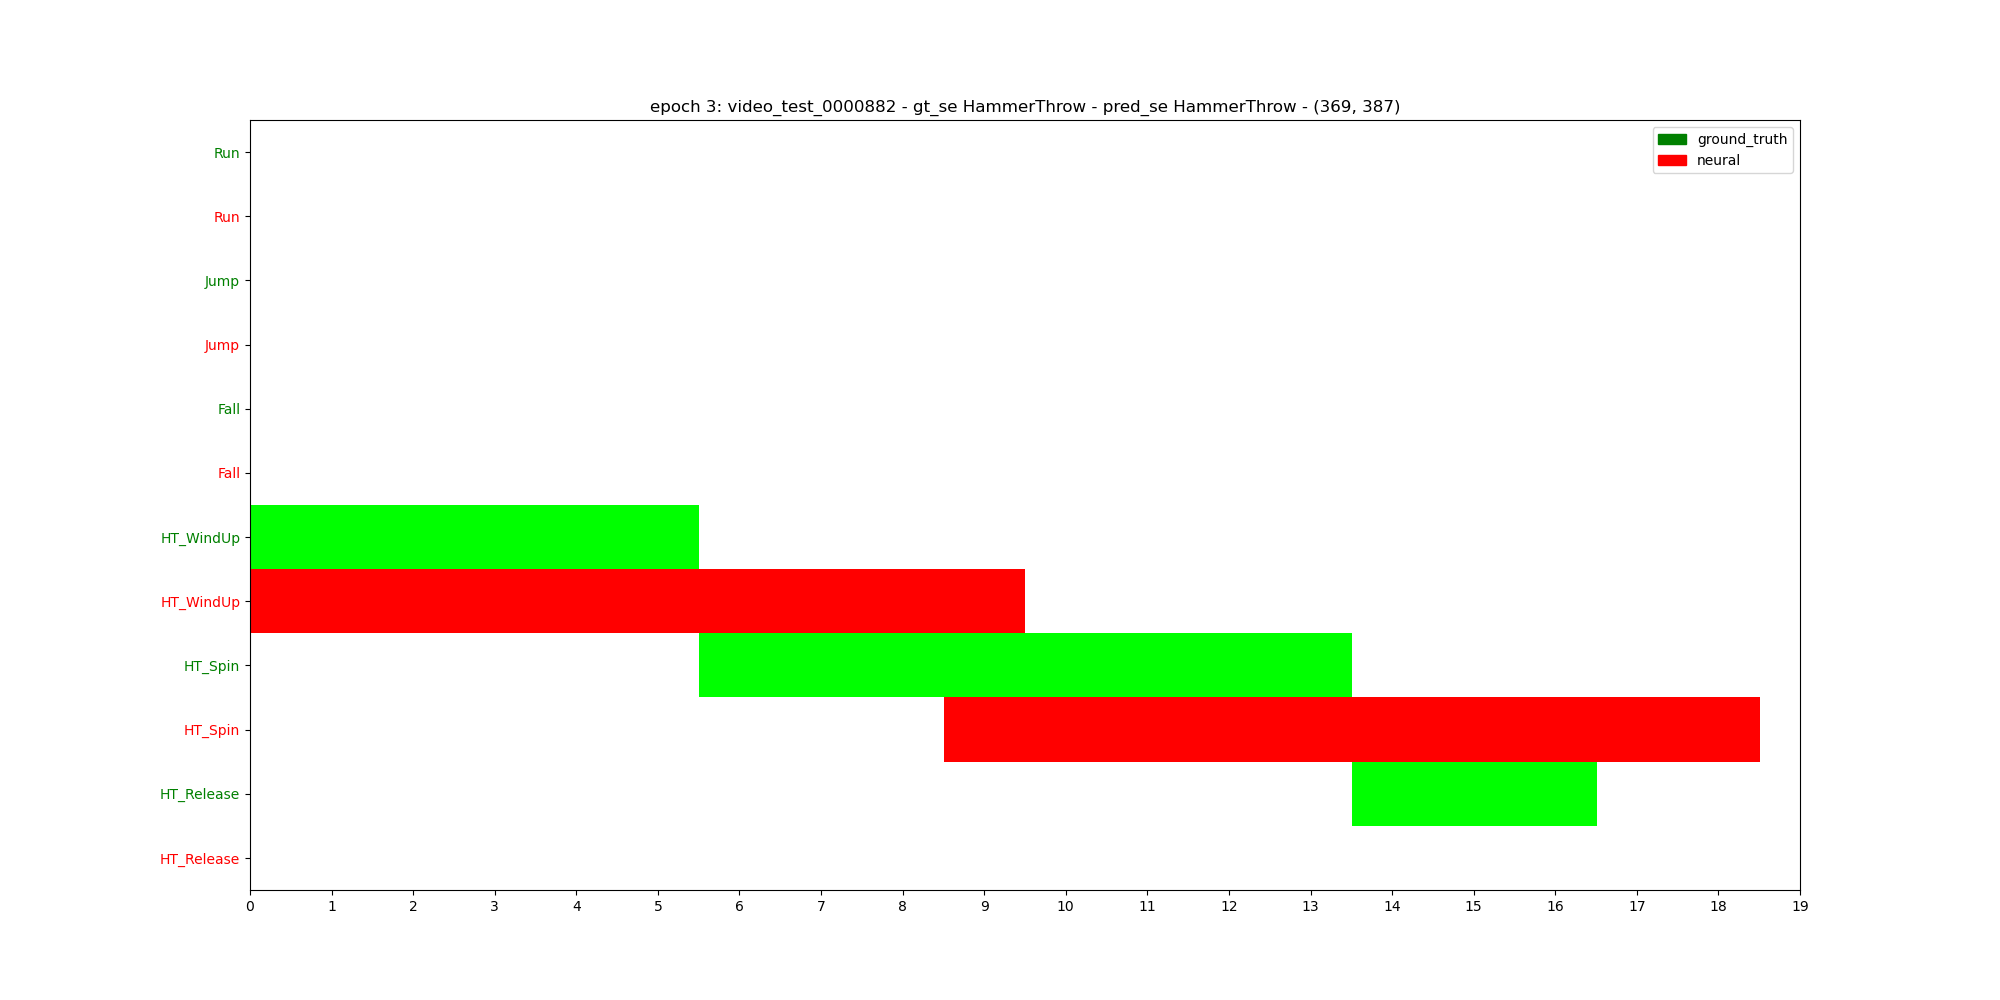 epoch 3: video_test_0000882 - gt_se HammerThrow - pred_se HammerThrow - (369, 387)
ground_truth
neural
Run
Run
Jump
Jump
Fall
Fall
HT_WindUp
HT_WindUp
HT_Spin
HT_Spin
HT_Release
HT_Release
0 1 2 3 4 5 6 7 8 9 10 11 12 13 14 15 16 17 18 19